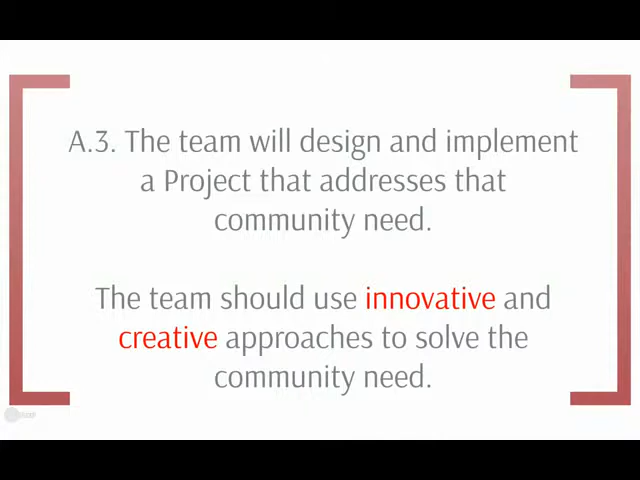 A.3. The team will design and implement
a Project that addresses that
community need.
The team should use innovative and
creative approaches to solve the
community need.